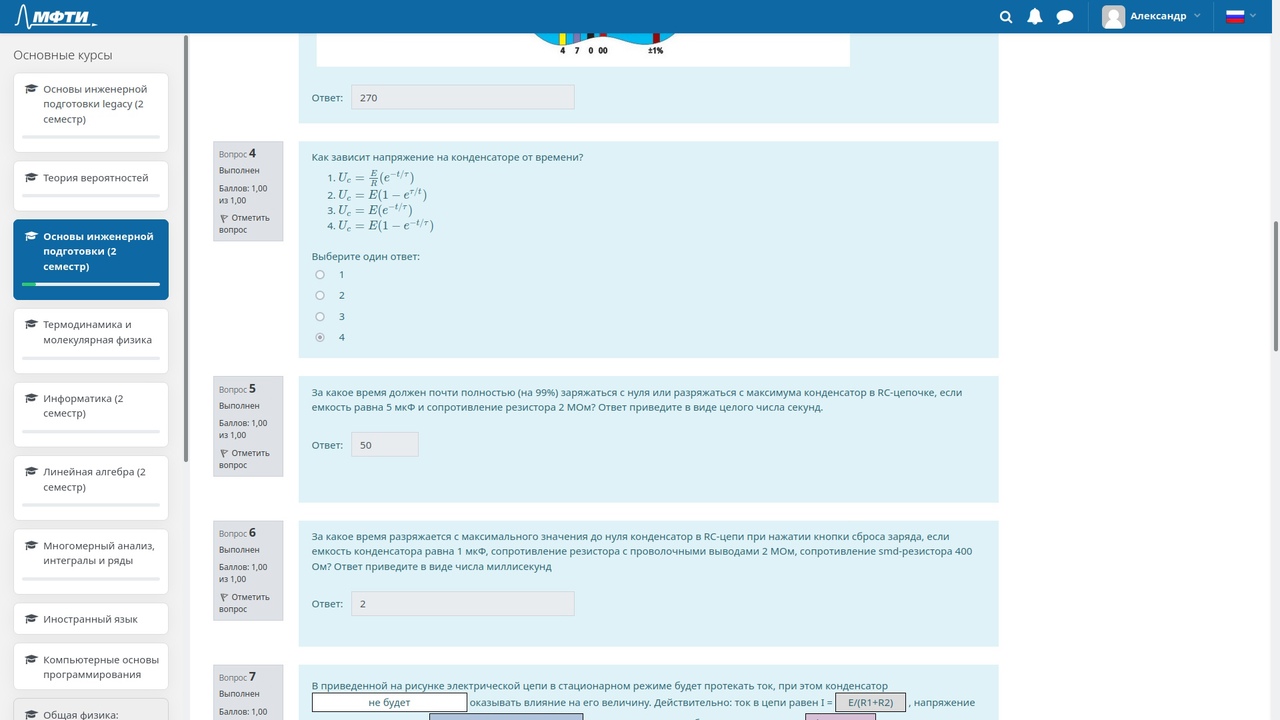 МФТИ
Александр
Основные курсы
Основы инженерной
подготовки legacy (2
семестр)
Теория вероятностей
Основы инженерной
подготовки (2
семестр)
Термодинамика и
молекулярная физика
Информатика (2
семестр)
Линейная алгебра (2
семестр)
Многомерный анализ,
интегралы и ряды
Иностранный язык
Компьютерные основы
программирования
Общая физика:
4 7 0 00 ±1%
Ответ: 270
Вопрос 4
Выполнен
Баллов: 1,00
из 1,00
Отметить
вопрос
Как зависит напряжение на конденсаторе от времени?
1. U_c = E/R(e^{-t/τ})
2. U_c = E(1 − e^{τ/t})
3. U_c = E(e^{-t/τ})
4. U_c = E(1 − e^{-t/τ})
Выберите один ответ:
1
2
3
4
Вопрос 5
Выполнен
Баллов: 1,00
из 1,00
Отметить
вопрос
За какое время должен почти полностью (на 99%) заряжаться с нуля или разряжаться с максимума конденсатор в RC-цепочке, если
емкость равна 5 мкФ и сопротивление резистора 2 МОм? Ответ приведите в виде целого числа секунд.
Ответ: 50
Вопрос 6
Выполнен
Баллов: 1,00
из 1,00
Отметить
вопрос
За какое время разряжается с максимального значения до нуля конденсатор в RC-цепи при нажатии кнопки сброса заряда, если
емкость конденсатора равна 1 мкФ, сопротивление резистора с проволочными выводами 2 МОм, сопротивление smd-резистора 400
Ом? Ответ приведите в виде числа миллисекунд
Ответ: 2
Вопрос 7
Выполнен
Баллов: 1,00
В приведенной на рисунке электрической цепи в стационарном режиме будет протекать ток, при этом конденсатор
не будет оказывать влияние на его величину. Действительно: ток в цепи равен I = E/(R1+R2) , напряжение